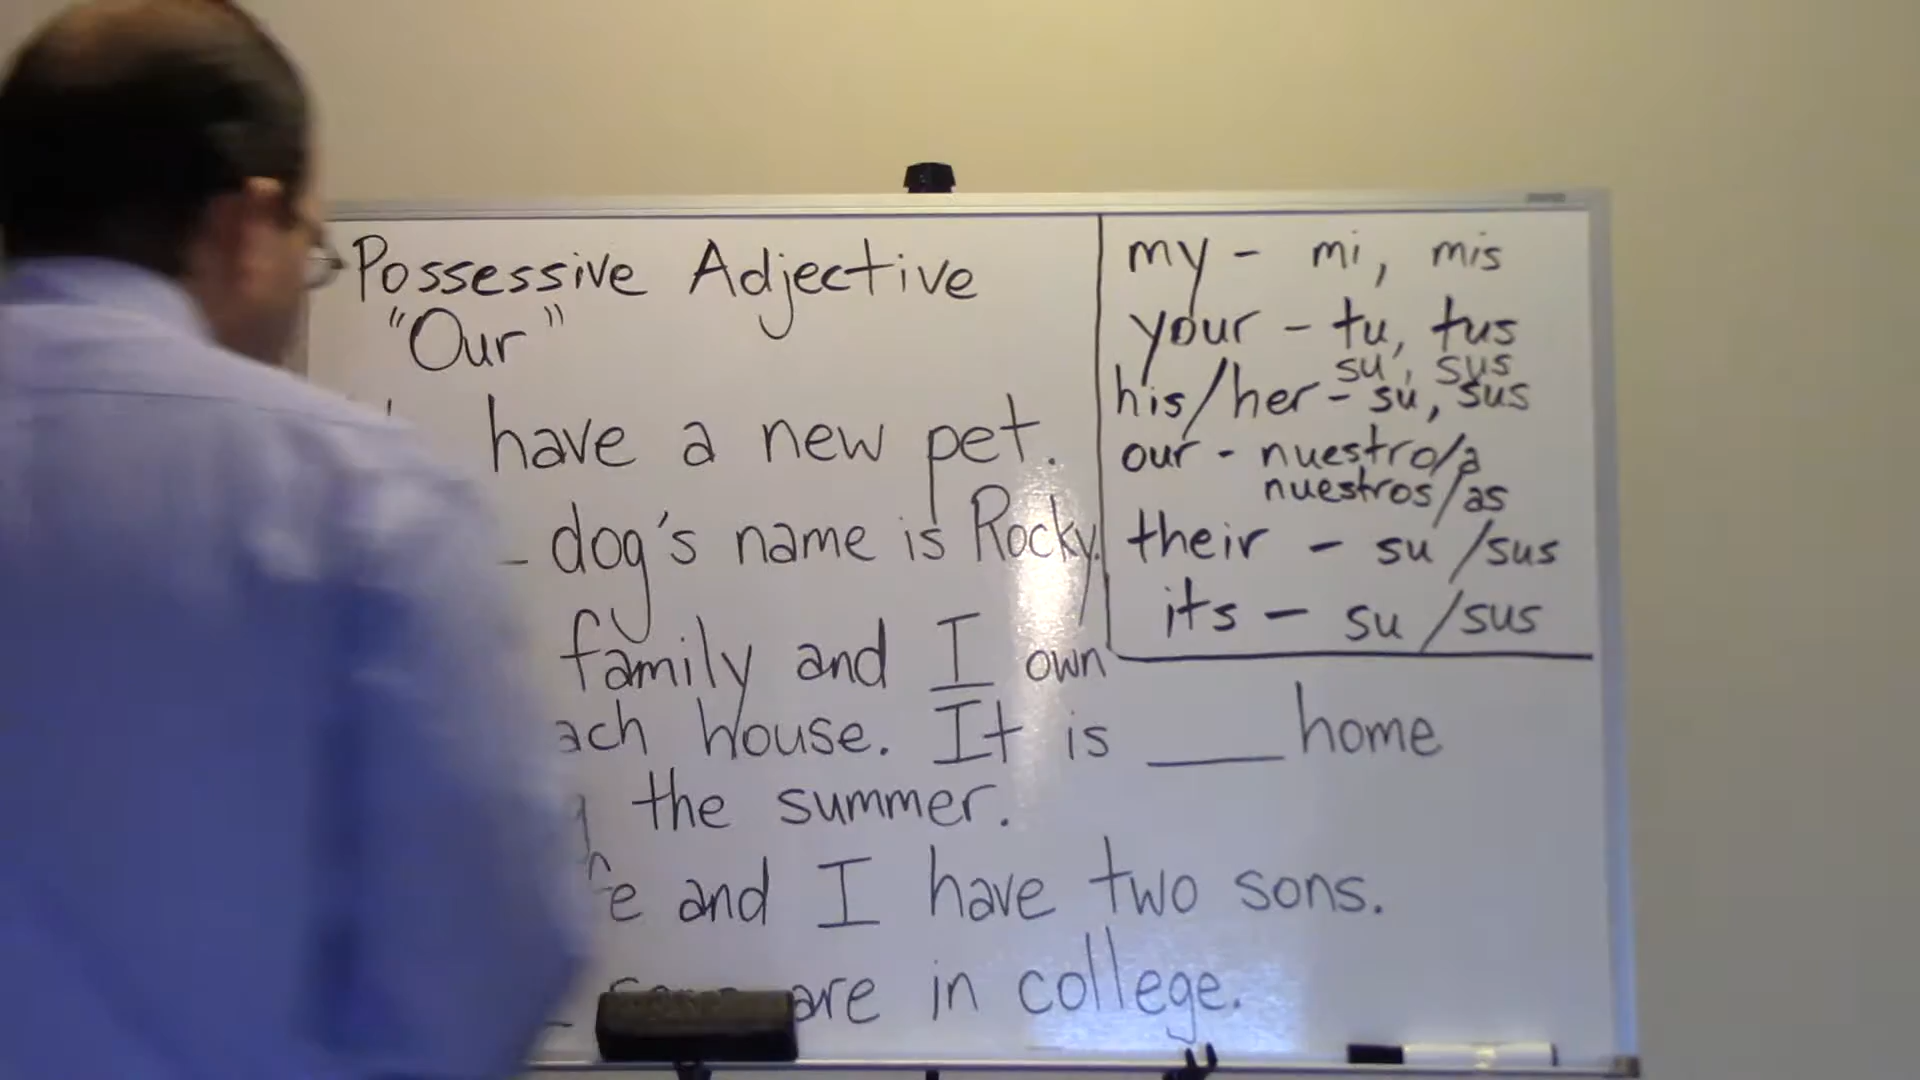 Possessive Adjective
"Our"
have a new pet.
_ dog's name is Rocky.
family and I own
ach house. It is ____ home
the summer.
and I have two sons.
are in college.
my - mi, mis
your - tu, tus
su, sus
his/her - su, sus
our - nuestro/a
nuestros/as
their - su/sus
its - su/sus